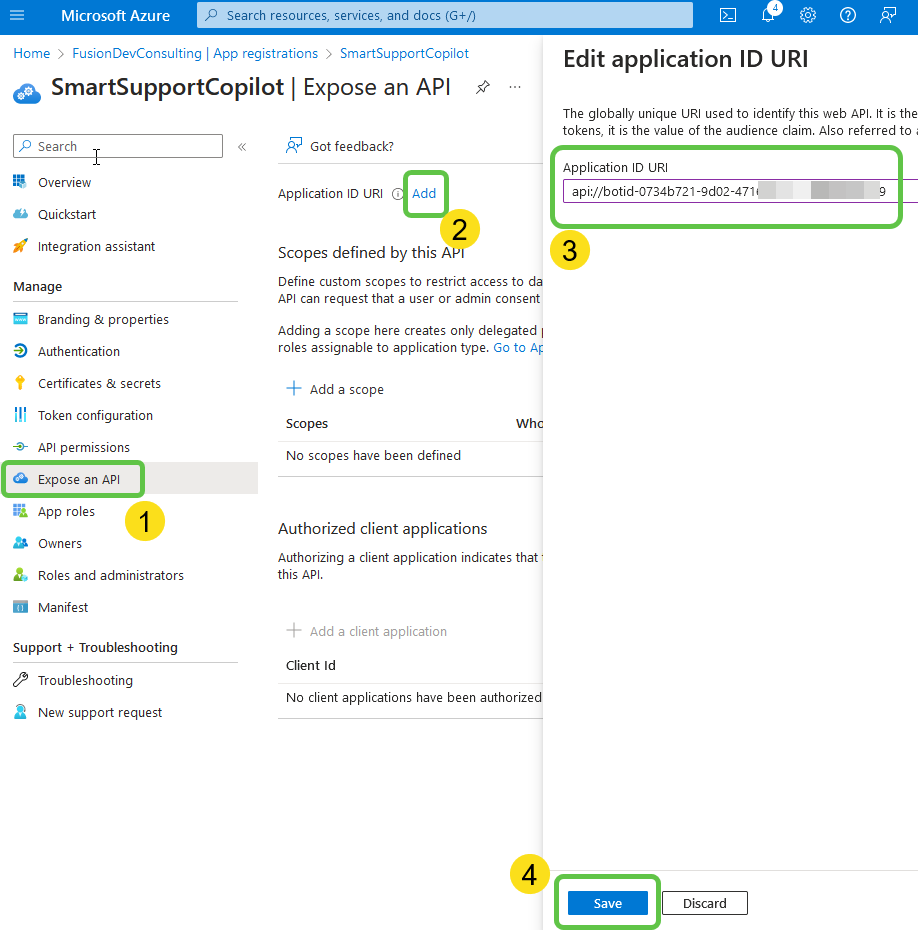 Microsoft Azure
Search resources, services, and docs (G+/)
4
Home > FusionDevConsulting | App registrations > SmartSupportCopilot
SmartSupportCopilot | Expose an API
Search
«
Overview
Quickstart
Integration assistant
Manage
Branding & properties
Authentication
Certificates & secrets
Token configuration
API permissions
Expose an API
1
App roles
Owners
Roles and administrators
Manifest
Support + Troubleshooting
Troubleshooting
New support request
Got feedback?
Application ID URI Add
2
Scopes defined by this API
Define custom scopes to restrict access to da
API can request that a user or admin consent
Adding a scope here creates only delegated p
roles assignable to application type. Go to Ap
+ Add a scope
Scopes Who
No scopes have been defined
Authorized client applications
Authorizing a client application indicates that
this API.
+ Add a client application
Client Id
No client applications have been authorized
Edit application ID URI
The globally unique URI used to identify this web API. It is the
tokens, it is the value of the audience claim. Also referred to a
Application ID URI
api://botid-0734b721-9d02-471 9
3
4
Save
Discard